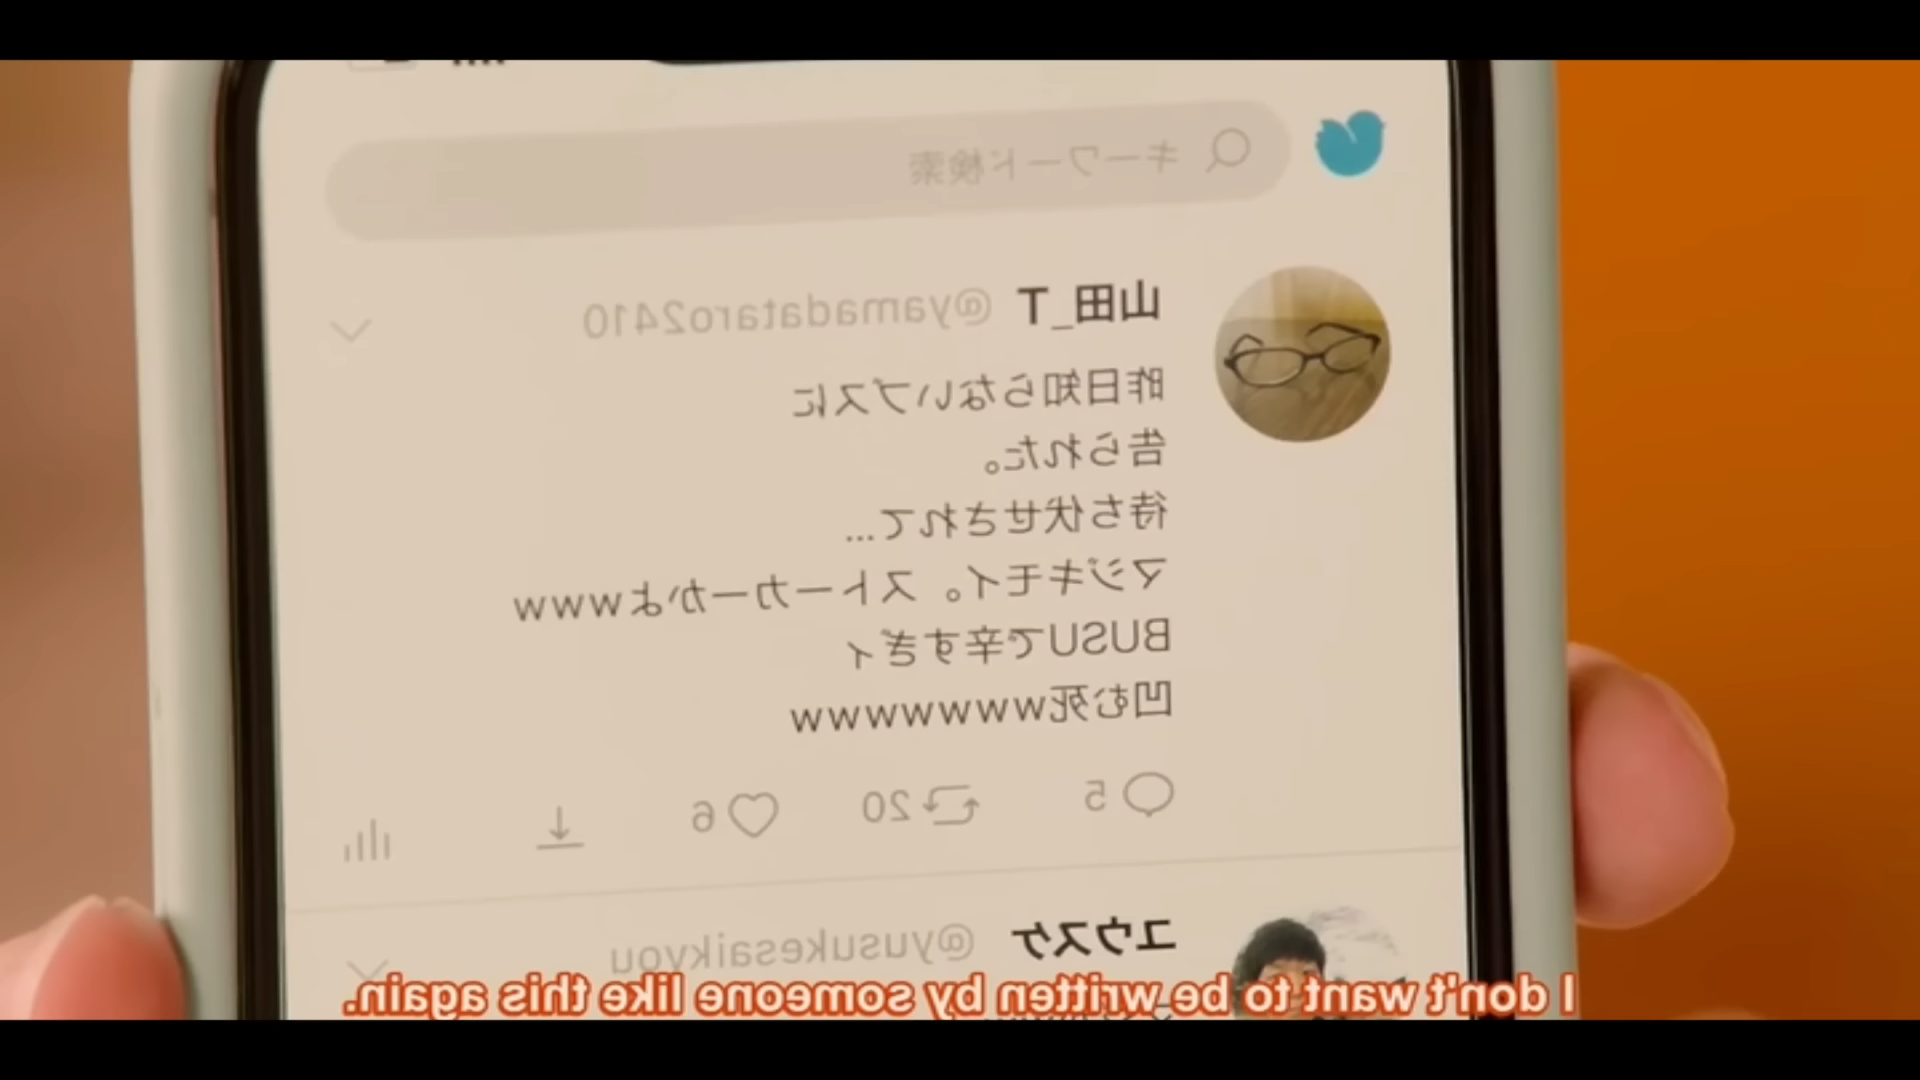 キーワード検索
山田_T @yamadataro2410
昨日知らないブスに
告られた。
待ち伏せされて...
マジキモイ。ストーカーかよwww
BUSUで辛すぎィ
凹む死wwwwwww
5 20 6
ユウスケ @yusukesaikyou
I don't want to be written by someone like this again.